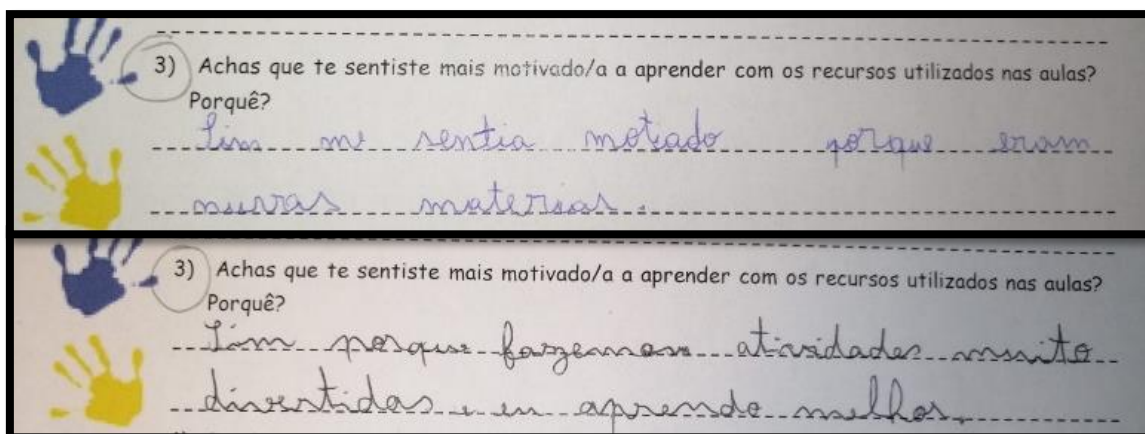 3) Achas que te sentiste mais motivado/a a aprender com os recursos utilizados nas aulas?
Porquê?
Sim me sentia motiado porque eram
nuvas materias.
3) Achas que te sentiste mais motivado/a a aprender com os recursos utilizados nas aulas?
Porquê?
Sim porque fazemos atividades muito
divertidas e eu aprendo melhor.